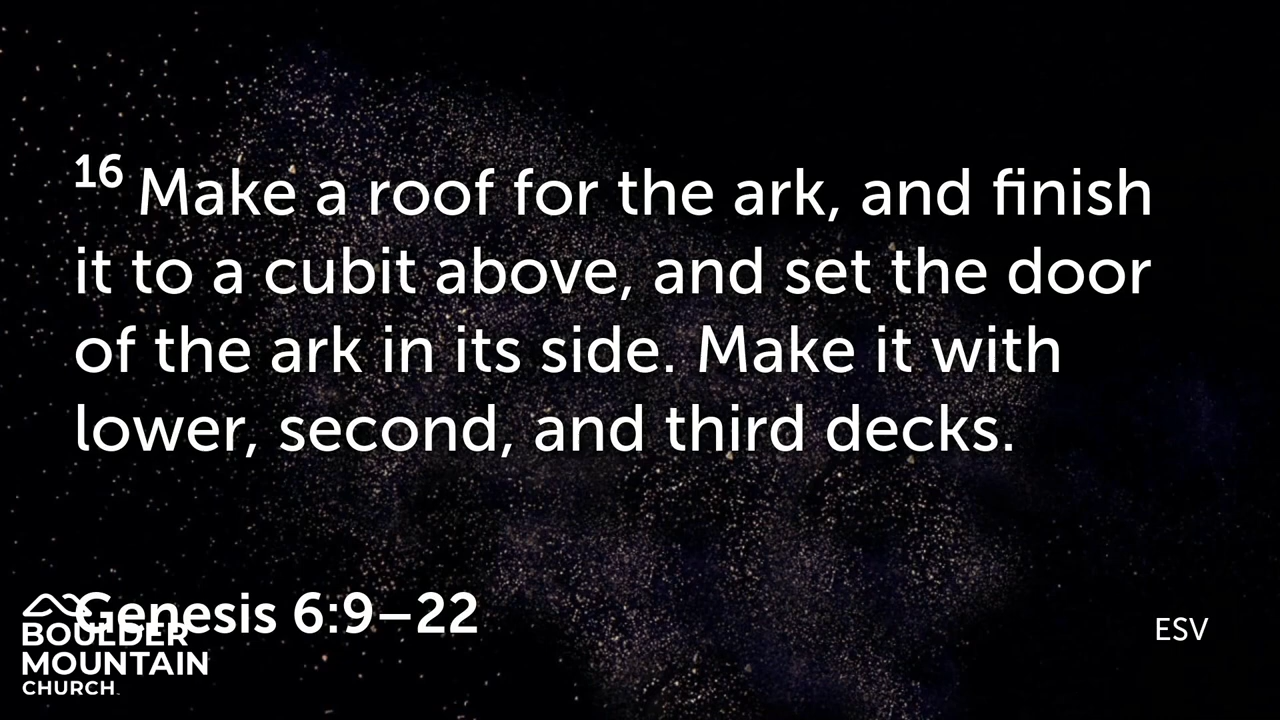 16 Make a roof for the ark, and finish
it to a cubit above, and set the door
of the ark in its side. Make it with
lower, second, and third decks.
Genesis 6:9–22
ESV
BOULDER
MOUNTAIN
CHURCH